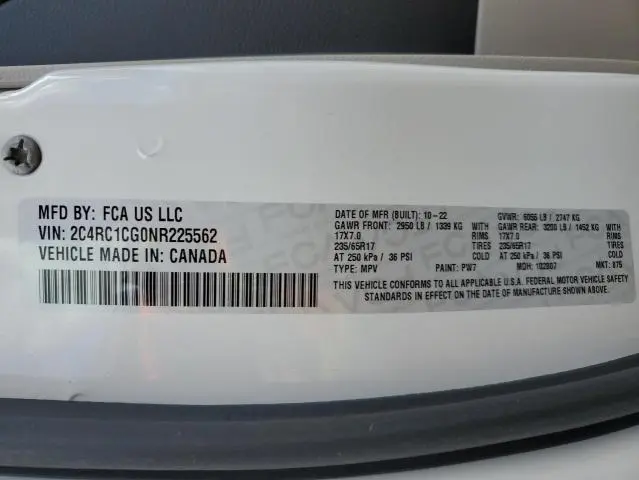 MFD BY: FCA US LLC
VIN: 2C4RC1CG0NR225562
VEHICLE MADE IN: CANADA
DATE OF MFR (BUILT): 10-22 GVWR: 6055 LB / 2747 KG
GAWR FRONT: 2950 LB / 1339 KG WITH GAWR REAR: 3200 LB / 1452 KG WITH
17X7.0 RIMS 17X7.0 RIMS
235/65R17 TIRES 235/65R17 TIRES
AT 250 kPa / 36 PSI COLD AT 250 kPa / 36 PSI COLD
TYPE: MPV PAINT: PW7 MDH: 102807 MKT: 875
THIS VEHICLE CONFORMS TO ALL APPLICABLE U.S.A. FEDERAL MOTOR VEHICLE SAFETY
STANDARDS IN EFFECT ON THE DATE OF MANUFACTURE SHOWN ABOVE.